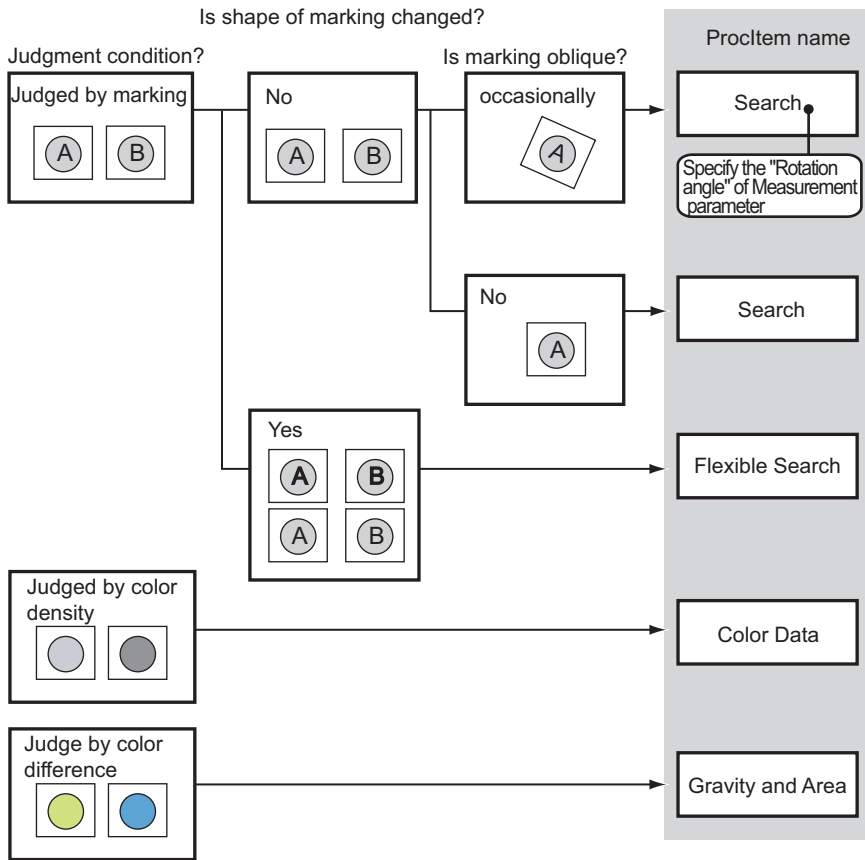 Is shape of marking changed?
ProcItem name
Judgment condition?
Is marking oblique?
Judged by marking
A B
No
A B
occasionally
A
Search
Specify the "Rotation
angle" of Measurement
parameter
No
A
Search
Yes
A B
A B
Flexible Search
Judged by color
density
Color Data
Judge by color
difference
Gravity and Area